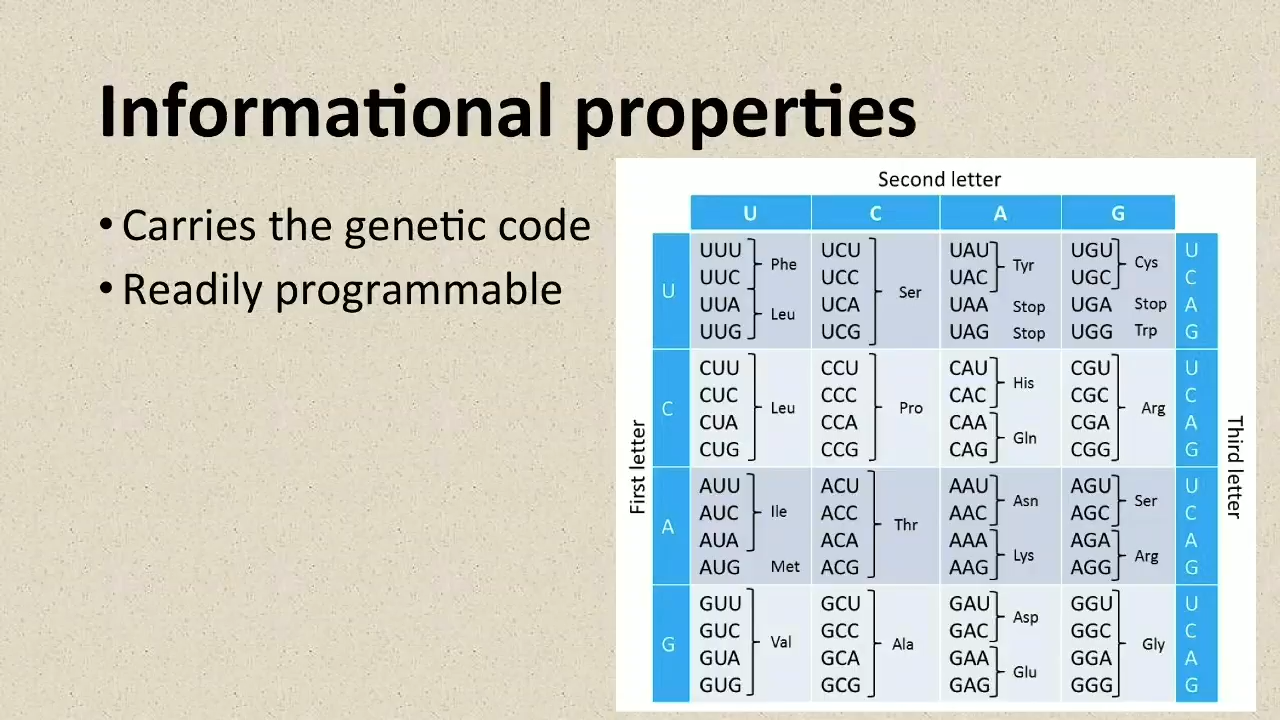 Informational properties
• Carries the genetic code
• Readily programmable
Second letter
U C A G
First letter
U
UUU UCU UAU UGU U
Phe Tyr Cys
UUC UCC UAC UGC C
Ser
UUA UCA UAA Stop UGA Stop A
Leu
UUG UCG UAG Stop UGG Trp G
C
CUU CCU CAU CGU U
His
CUC CCC CAC CGC C
Leu Pro Arg
CUA CCA CAA CGA A
Gln
CUG CCG CAG CGG G
A
AUU ACU AAU AGU U
Ile Asn Ser
AUC ACC AAC AGC C
Thr
AUA ACA AAA AGA A
Lys Arg
AUG Met ACG AAG AGG G
G
GUU GCU GAU GGU U
Asp
GUC GCC GAC GGC C
Val Ala Gly
GUA GCA GAA GGA A
Glu
GUG GCG GAG GGG G
Third letter